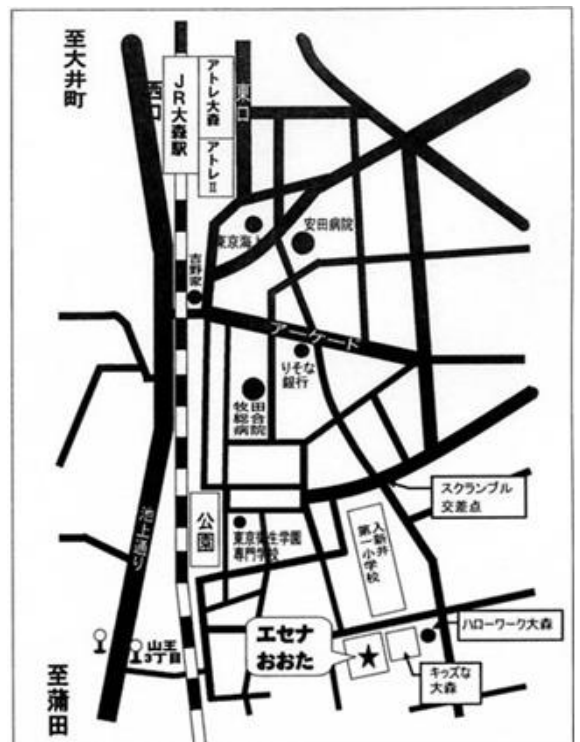 至大井町
西口
JR大森駅
アトレ大森
アトレⅡ
東口
東京海上
安田病院
吉野家
アーケード
りそな
銀行
牧田
総合
病院
スクランブル
交差点
公園
東京衛生学園
専門学校
入新井
第一小学校
池上通り
ハローワーク大森
エセナ
おおた
キッズな
大森
山王
3丁目
至蒲田